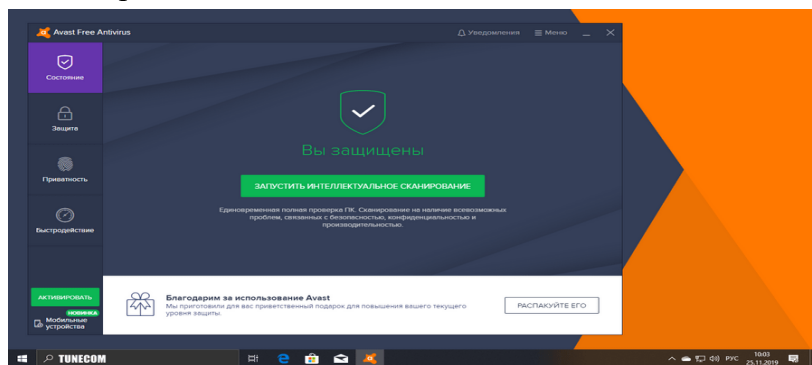 Avast Free Antivirus
Уведомления
Меню
Состояние
Защита
Приватность
Быстродействие
Вы защищены
ЗАПУСТИТЬ ИНТЕЛЛЕКТУАЛЬНОЕ СКАНИРОВАНИЕ
Единовременная полная проверка ПК. Сканирование на наличие всевозможных
проблем, связанных с безопасностью, конфиденциальностью и
производительностью.
АКТИВИРОВАТЬ
НОВИНКА
Мобильные
устройства
Благодарим за использование Avast
Мы приготовили для вас приветственный подарок для повышения вашего текущего
уровня защиты.
РАСПАКУЙТЕ ЕГО
TUNECOM
РУС
10:03
25.11.2019